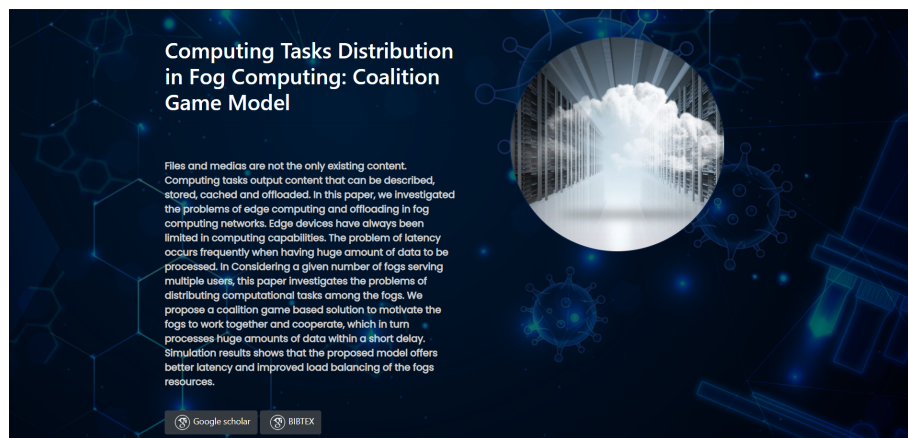 Computing Tasks Distribution
in Fog Computing: Coalition
Game Model
Files and medias are not the only existing content.
Computing tasks output content that can be described,
stored, cached and offloaded. In this paper, we investigated
the problems of edge computing and offloading in fog
computing networks. Edge devices have always been
limited in computing capabilities. The problem of latency
occurs frequently when having huge amount of data to be
processed. In Considering a given number of fogs serving
multiple users, this paper investigates the problems of
distributing computational tasks among the fogs. We
propose a coalition game based solution to motivate the
fogs to work together and cooperate, which in turn
processes huge amounts of data within a short delay.
Simulation results shows that the proposed model offers
better latency and improved load balancing of the fogs
resources.
Google scholar
BIBTEX